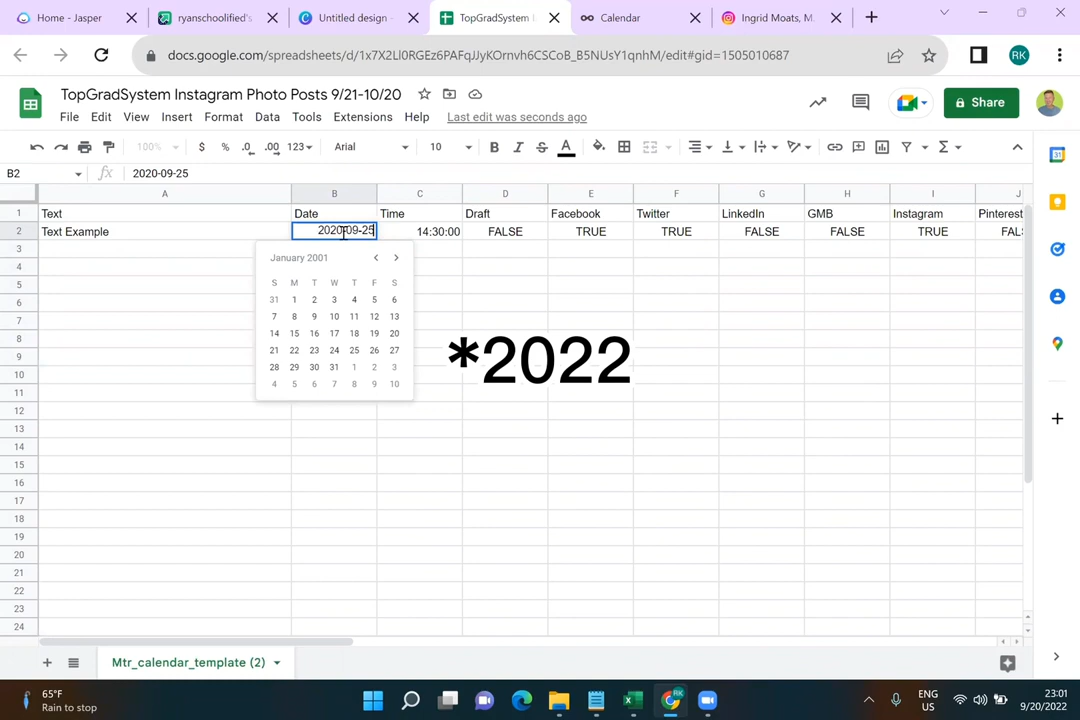 Home - Jasper
ryanschoolified's
Untitled design -
TopGradSystem
Calendar
Ingrid Moats, M.
docs.google.com/spreadsheets/d/1x7X2Ll0RGEz6PAFqJJyKOrnvh6CSCoB_B5NUsY1qnhM/edit#gid=1505010687
RK
TopGradSystem Instagram Photo Posts 9/21-10/20
File Edit View Insert Format Data Tools Extensions Help Last edit was seconds ago
Share
100% $ % .0 .00 123 Arial 10 B I S A
B2 fx 2020-09-25
A B C D E F G H I J
1 Text Date Time Draft Facebook Twitter LinkedIn GMB Instagram Pinterest
2 Text Example 2020-09-25 14:30:00 FALSE TRUE TRUE FALSE FALSE TRUE FAL
3
January 2001
4
S M T W T F S
5
31 1 2 3 4 5 6
6
7 8 9 10 11 12 13
7
14 15 16 17 18 19 20
8
21 22 23 24 25 26 27
9
28 29 30 31 1 2 3
10
4 5 6 7 8 9 10
*2022
11
12
13
14
15
16
17
18
19
20
21
22
23
24
Mtr_calendar_template (2)
65°F
Rain to stop
RK
ENG
US
23:01
9/20/2022